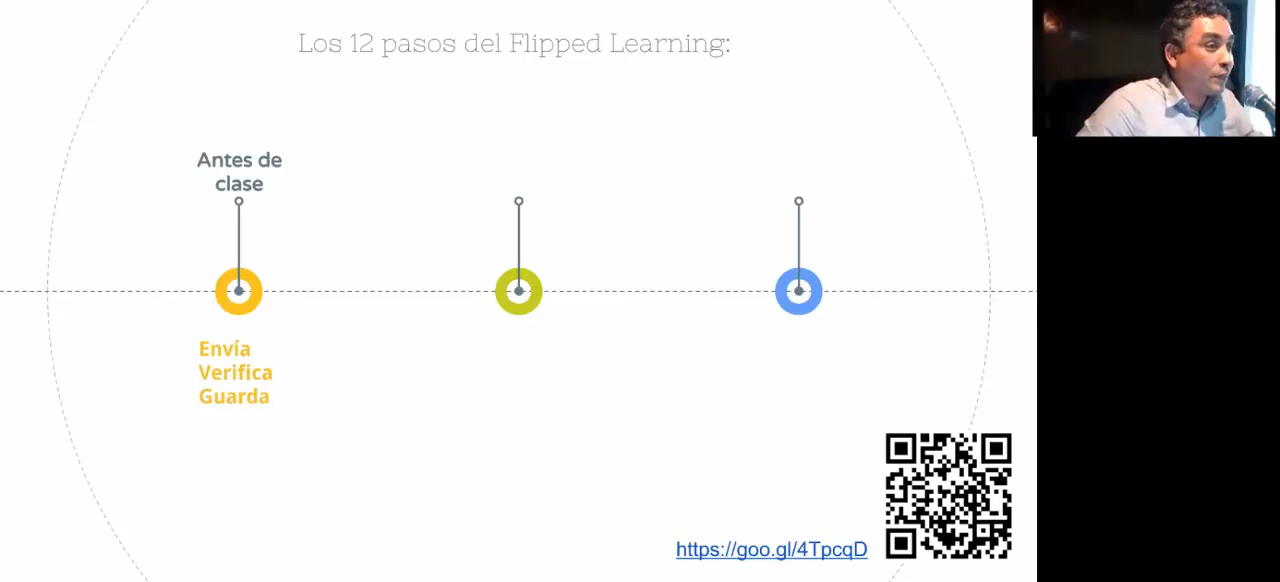 Los 12 pasos del Flipped Learning:
Antes de
clase
Envía
Verifica
Guarda
https://goo.gl/4TpcqD